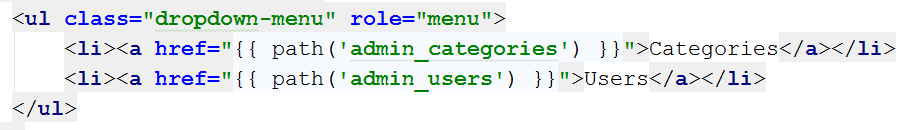 <ul class="dropdown-menu" role="menu">
<li><a href="{{ path('admin_categories') }}">Categories</a></li>
<li><a href="{{ path('admin_users') }}">Users</a></li>
</ul>